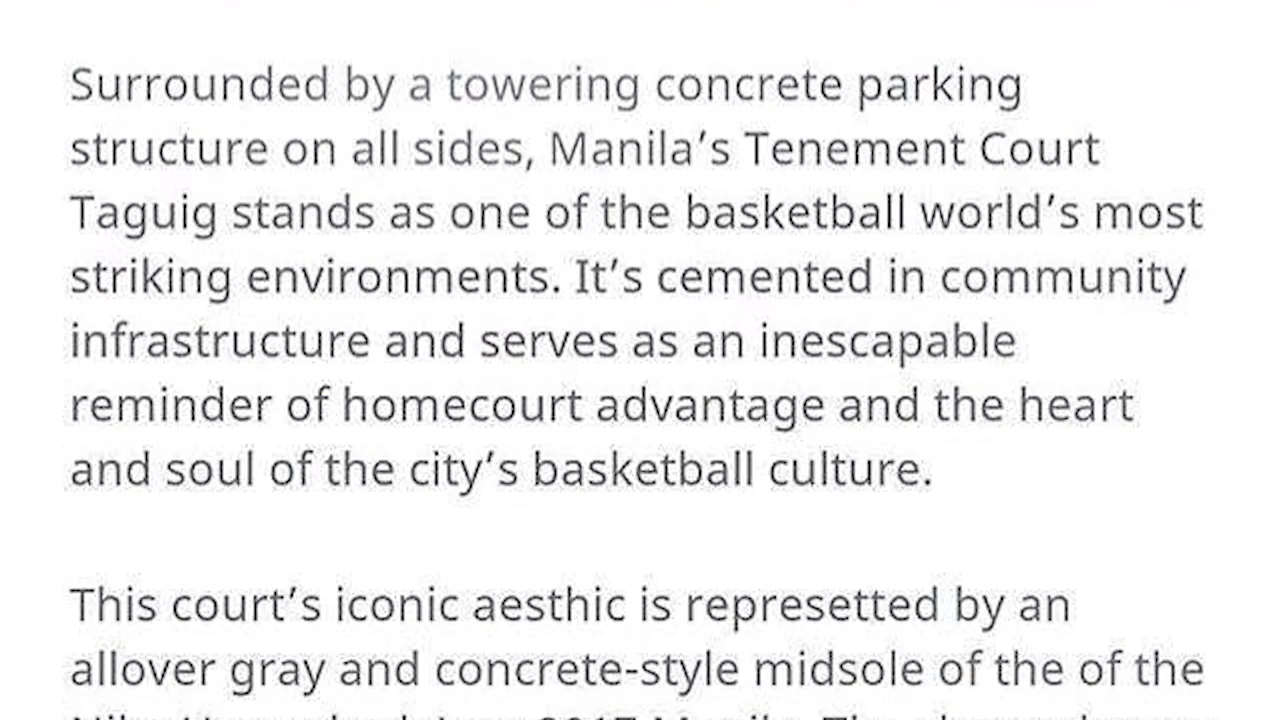 Surrounded by a towering concrete parking
structure on all sides, Manila’s Tenement Court
Taguig stands as one of the basketball world’s most
striking environments. It’s cemented in community
infrastructure and serves as an inescapable
reminder of homecourt advantage and the heart
and soul of the city’s basketball culture.
This court’s iconic aesthic is represetted by an
allover gray and concrete-style midsole of the of the